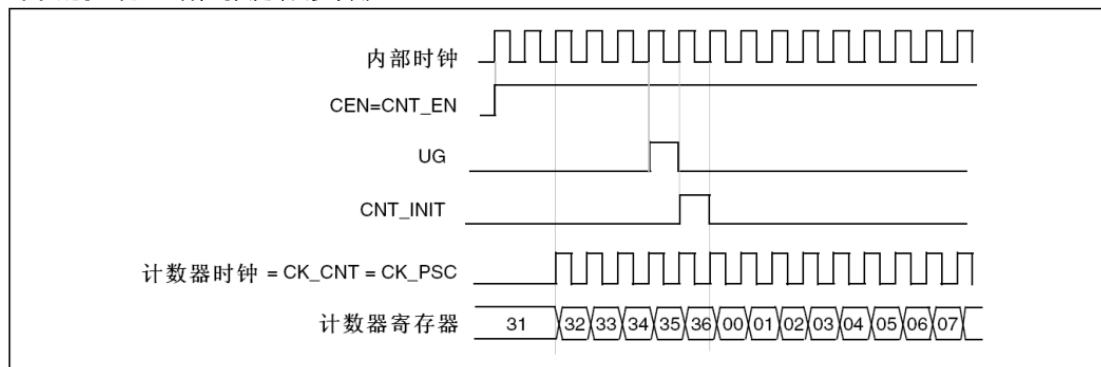 内部时钟
CEN=CNT_EN
UG
CNT_INIT
计数器时钟 = CK_CNT = CK_PSC
计数器寄存器 31 32 33 34 35 36 00 01 02 03 04 05 06 07